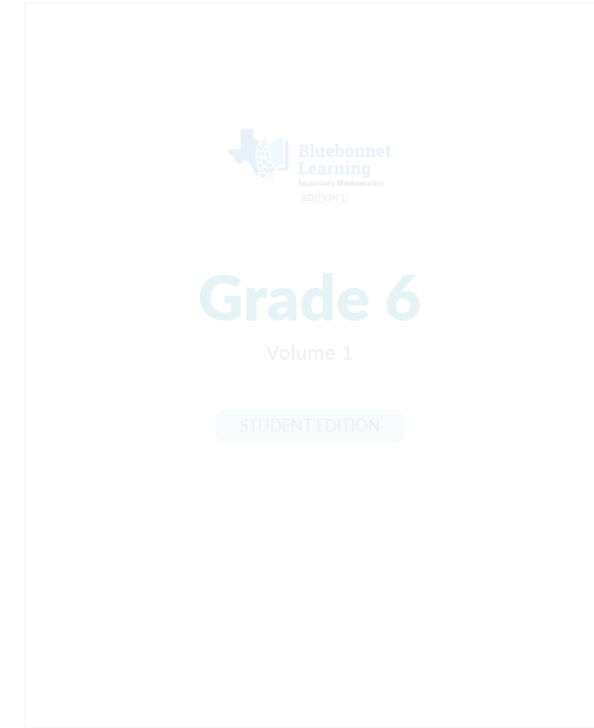 Bluebonnet
Learning
Secondary Mathematics
EDITION 1
Grade 6
Volume 1
STUDENT EDITION